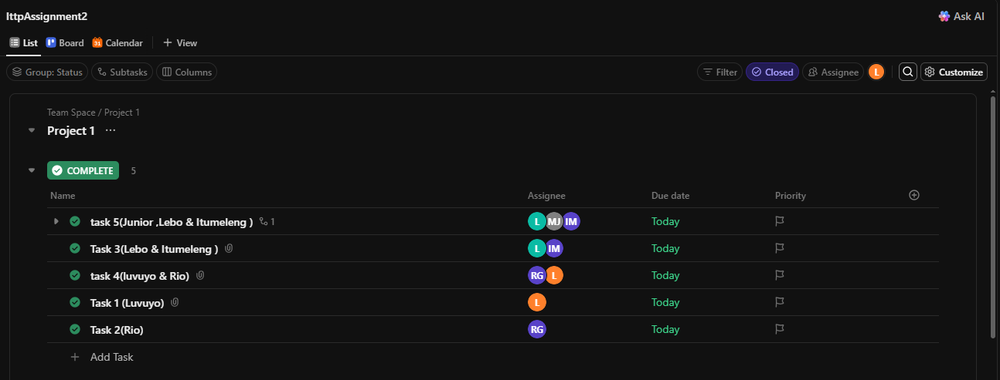 IttpAssignment2
Ask AI
List Board 31 Calendar + View
Group: Status Subtasks Columns Filter Closed Assignee L Customize
Team Space / Project 1
Project 1 ...
COMPLETE 5
Name Assignee Due date Priority
task 5(Junior ,Lebo & Itumeleng ) 1 L MJ IM Today
Task 3(Lebo & Itumeleng ) L IM Today
task 4(luvuyo & Rio) RG L Today
Task 1 (Luvuyo) L Today
Task 2(Rio) RG Today
+ Add Task